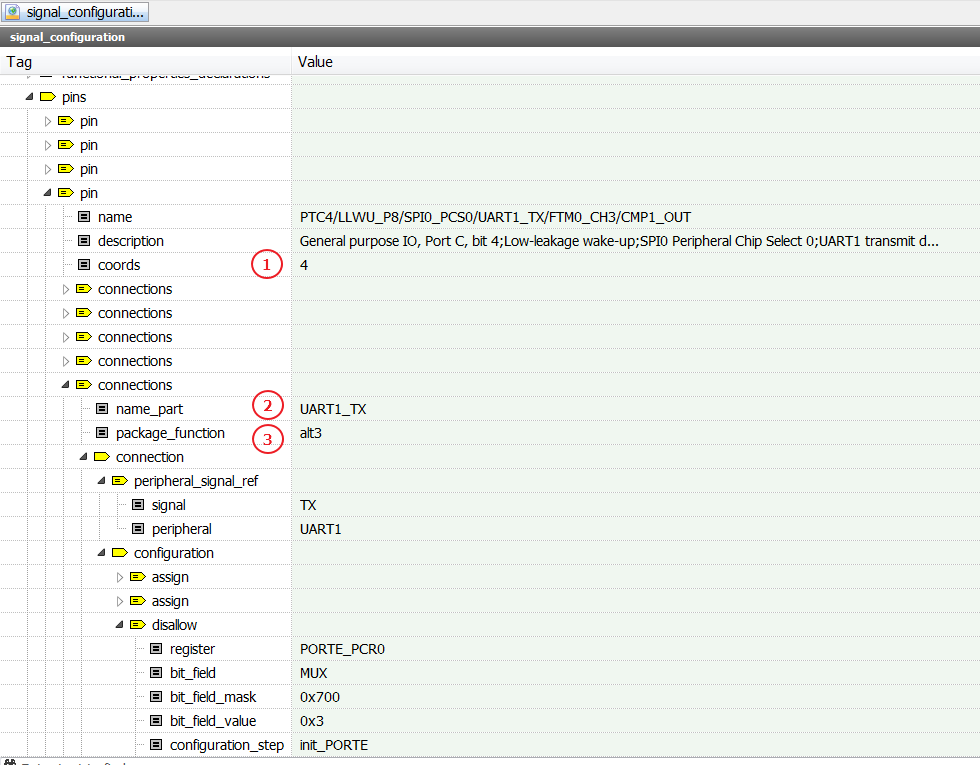 signal_configurati...
signal_configuration
Tag Value
functional_properties_declarations
pins
pin
pin
pin
pin
name PTC4/LLWU_P8/SPI0_PCS0/UART1_TX/FTM0_CH3/CMP1_OUT
description General purpose IO, Port C, bit 4;Low-leakage wake-up;SPI0 Peripheral Chip Select 0;UART1 transmit d...
coords 1 4
connections
connections
connections
connections
connections
name_part 2 UART1_TX
package_function 3 alt3
connection
peripheral_signal_ref
signal TX
peripheral UART1
configuration
assign
assign
disallow
register PORTE_PCR0
bit_field MUX
bit_field_mask 0x700
bit_field_value 0x3
configuration_step init_PORTE